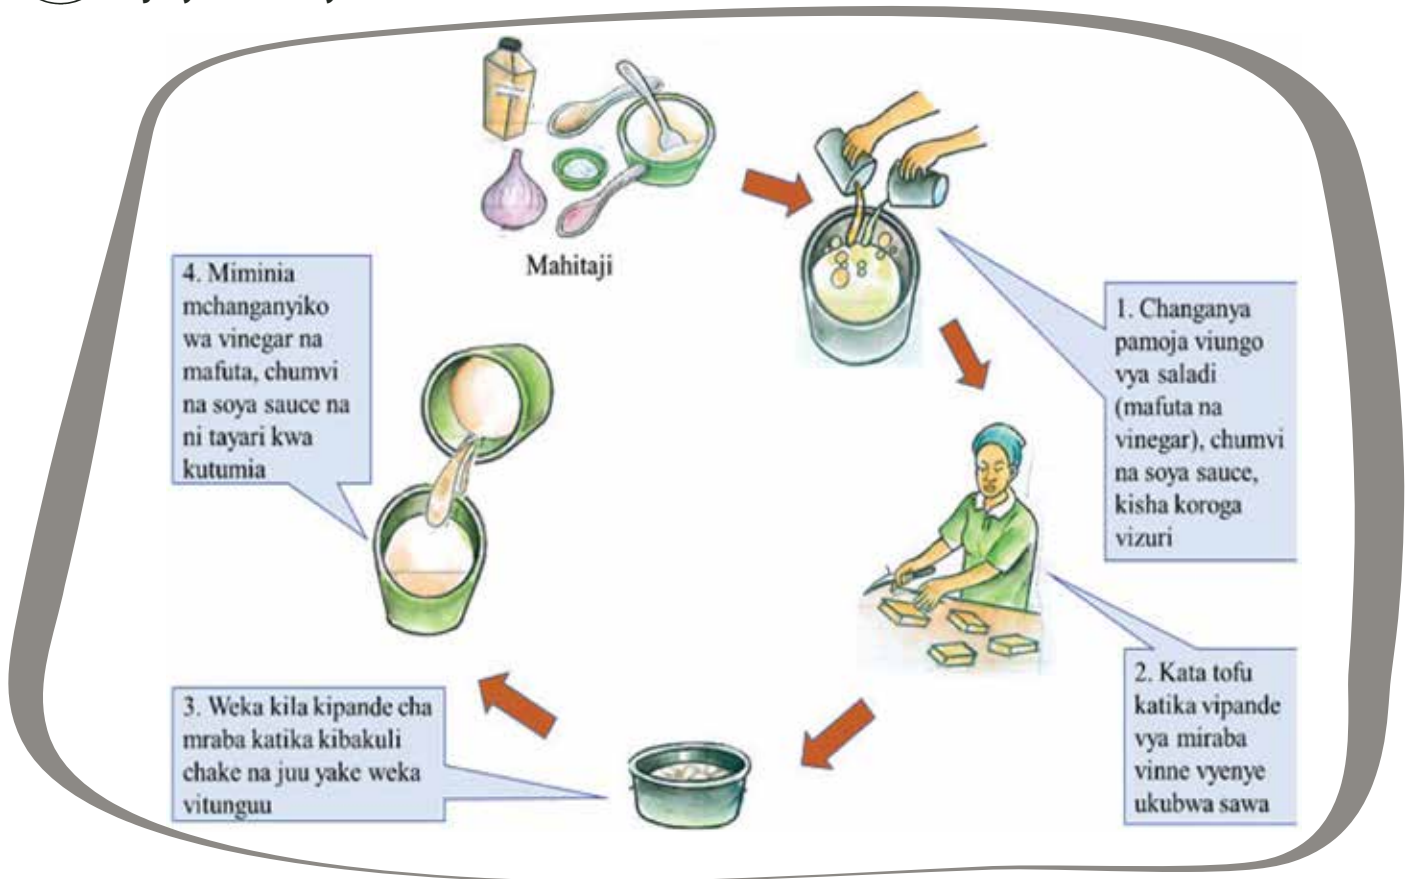 Mahitaji
1. Changanya
pamoja viungo
vya saladi
(mafuta na
vinegar), chumvi
na soya sauce,
kisha koroga
vizuri
2. Kata tofu
katika vipande
vya miraba
vinne vyenye
ukubwa sawa
3. Weka kila kipande cha
mraba katika kibakuli
chake na juu yake weka
vitunguu
4. Miminia
mchanganyiko
wa vinegar na
mafuta, chumvi
na soya sauce na
ni tayari kwa
kutumia